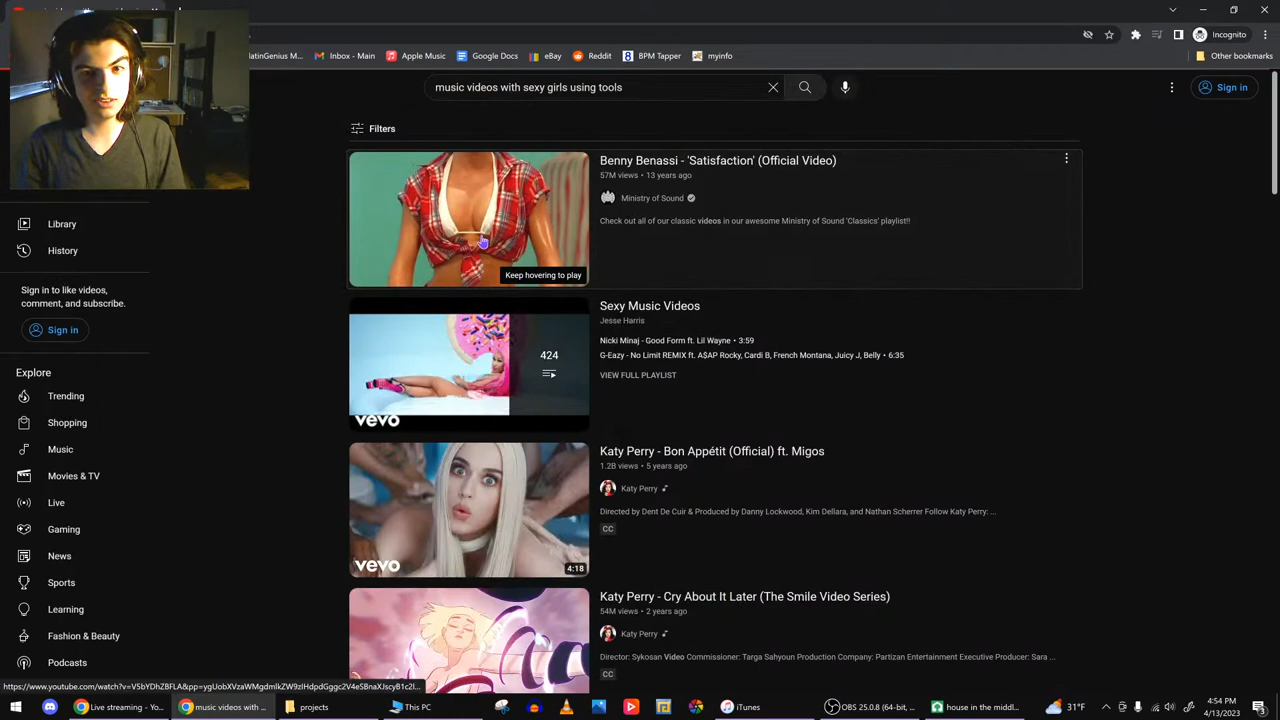 Incognito
latinGenius M...
Inbox - Main
Apple Music
Google Docs
eBay
Reddit
8 BPM Tapper
myinfo
Other bookmarks
music videos with sexy girls using tools
Sign in
Filters
Library
History
Sign in to like videos,
comment, and subscribe.
Sign in
Explore
Trending
Shopping
Music
Movies & TV
Live
Gaming
News
Sports
Learning
Fashion & Beauty
Podcasts
Keep hovering to play
Benny Benassi - 'Satisfaction' (Official Video)
57M views • 13 years ago
Ministry of Sound
Check out all of our classic videos in our awesome Ministry of Sound 'Classics' playlist!!
424
vevo
Sexy Music Videos
Jesse Harris
Nicki Minaj - Good Form ft. Lil Wayne • 3:59
G-Eazy - No Limit REMIX ft. A$AP Rocky, Cardi B, French Montana, Juicy J, Belly • 6:35
VIEW FULL PLAYLIST
vevo
4:18
Katy Perry - Bon Appétit (Official) ft. Migos
1.2B views • 5 years ago
Katy Perry
Directed by Dent De Cuir & Produced by Danny Lockwood, Kim Dellara, and Nathan Scherrer Follow Katy Perry: ...
CC
Katy Perry - Cry About It Later (The Smile Video Series)
54M views • 2 years ago
Katy Perry
Director: Sykosan Video Commissioner: Targa Sahyoun Production Company: Partizan Entertainment Executive Producer: Sara ...
CC
Live streaming - Yo...
music videos with ...
projects
This PC
iTunes
OBS 25.0.8 (64-bit, ...
house in the middl...
31°F
4:54 PM
4/13/2023